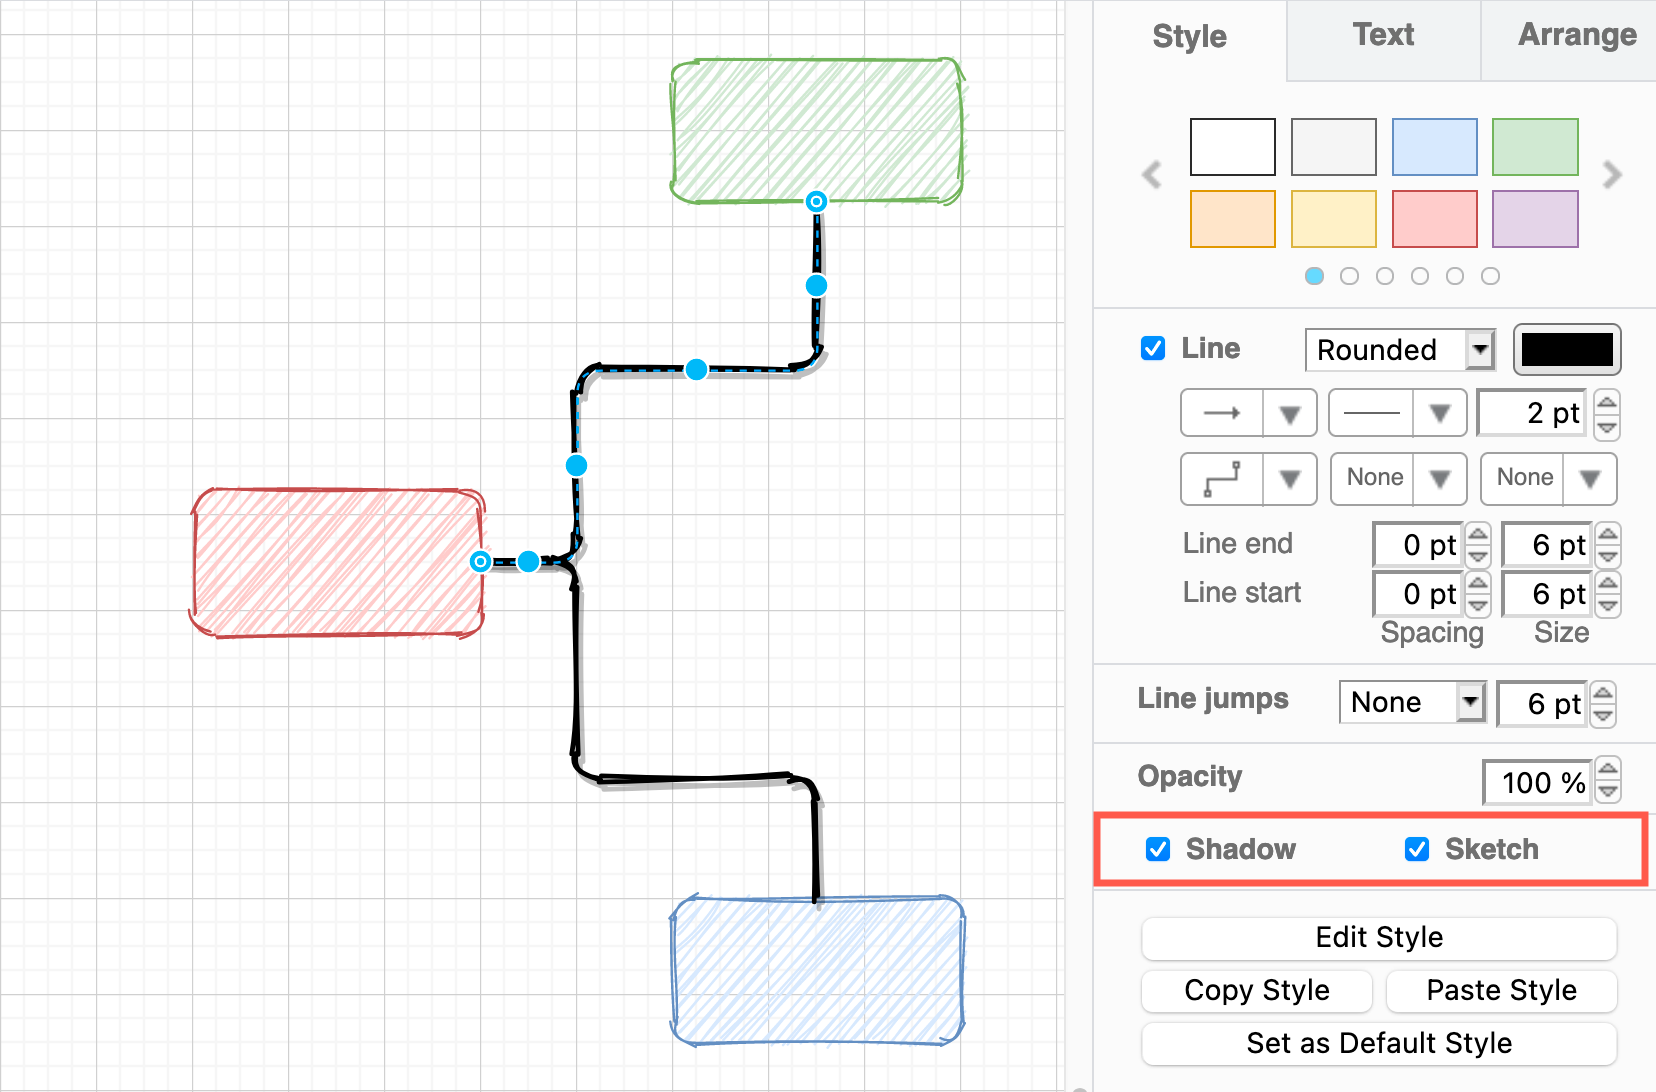 Style Text Arrange
Line Rounded
2 pt
None None
Line end 0 pt 6 pt
Line start 0 pt 6 pt
Spacing Size
Line jumps None 6 pt
Opacity 100 %
Shadow Sketch
Edit Style
Copy Style Paste Style
Set as Default Style